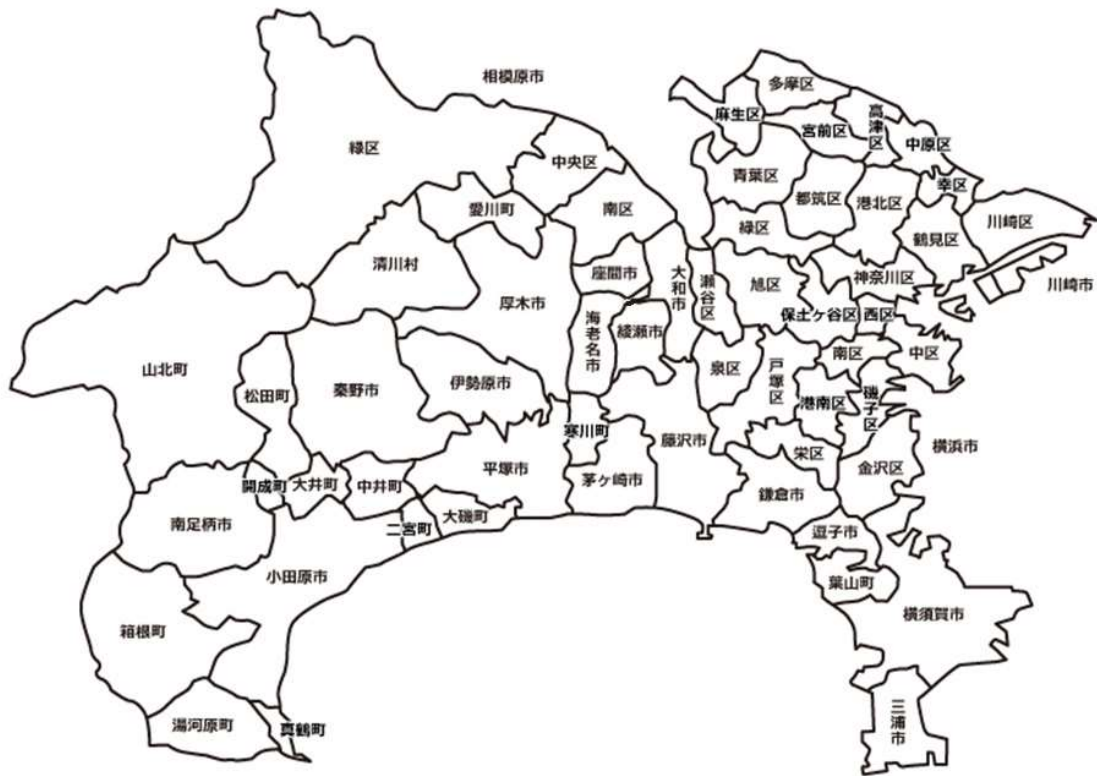 相模原市
多摩区
麻生区
高津区
宮前区
中原区
緑区
中央区
青葉区
幸区
都筑区
港北区
愛川町
南区
川崎区
緑区
鶴見区
清川村
座間市
大和市
瀬谷区
旭区
神奈川区
川崎市
厚木市
海老名市
綾瀬市
保土ヶ谷区
西区
山北町
松田町
秦野市
伊勢原市
泉区
戸塚区
南区
中区
港南区
磯子区
寒川町
藤沢市
横浜市
栄区
金沢区
平塚市
茅ヶ崎市
開成町
大井町
中井町
鎌倉市
南足柄市
二宮町
大磯町
逗子市
小田原市
葉山町
横須賀市
箱根町
湯河原町
真鶴町
三浦市